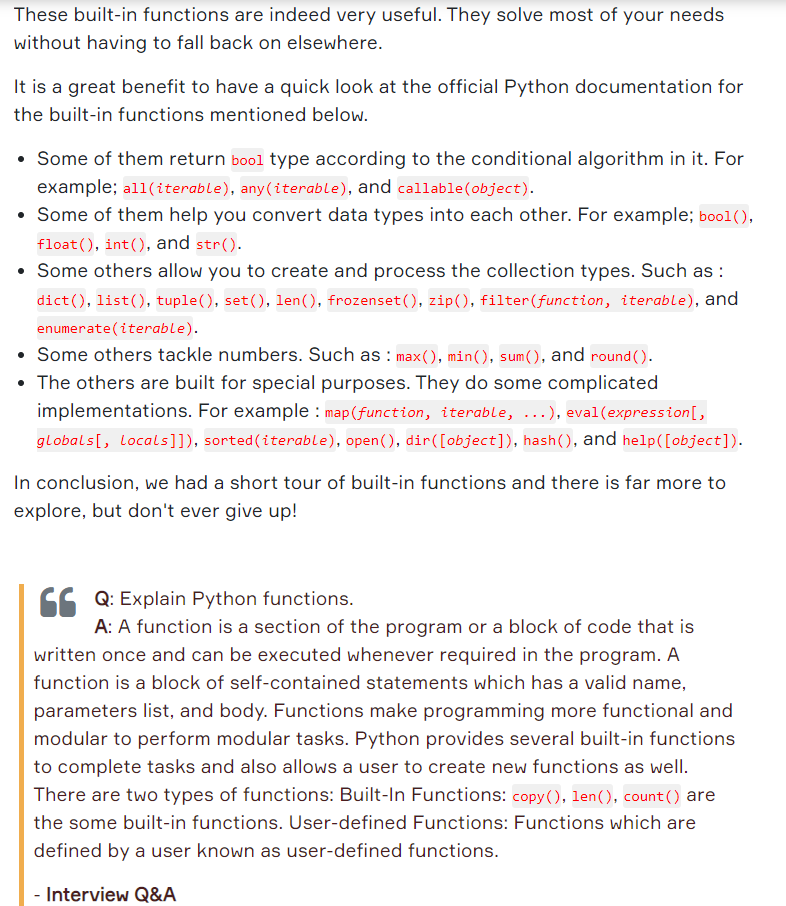 These built-in functions are indeed very useful. They solve most of your needs
without having to fall back on elsewhere.
It is a great benefit to have a quick look at the official Python documentation for
the built-in functions mentioned below.
• Some of them return bool type according to the conditional algorithm in it. For
example; all(iterable), any(iterable), and callable(object).
• Some of them help you convert data types into each other. For example; bool(),
float(), int(), and str().
• Some others allow you to create and process the collection types. Such as :
dict(), list(), tuple(), set(), len(), frozenset(), zip(), filter(function, iterable), and
enumerate(iterable).
• Some others tackle numbers. Such as : max(), min(), sum(), and round().
• The others are built for special purposes. They do some complicated
implementations. For example : map(function, iterable, ...), eval(expression[,
globals[, locals]]), sorted(iterable), open(), dir([object]), hash(), and help([object]).
In conclusion, we had a short tour of built-in functions and there is far more to
explore, but don't ever give up!
Q: Explain Python functions.
A: A function is a section of the program or a block of code that is
written once and can be executed whenever required in the program. A
function is a block of self-contained statements which has a valid name,
parameters list, and body. Functions make programming more functional and
modular to perform modular tasks. Python provides several built-in functions
to complete tasks and also allows a user to create new functions as well.
There are two types of functions: Built-In Functions: copy(), len(), count() are
the some built-in functions. User-defined Functions: Functions which are
defined by a user known as user-defined functions.
- Interview Q&A